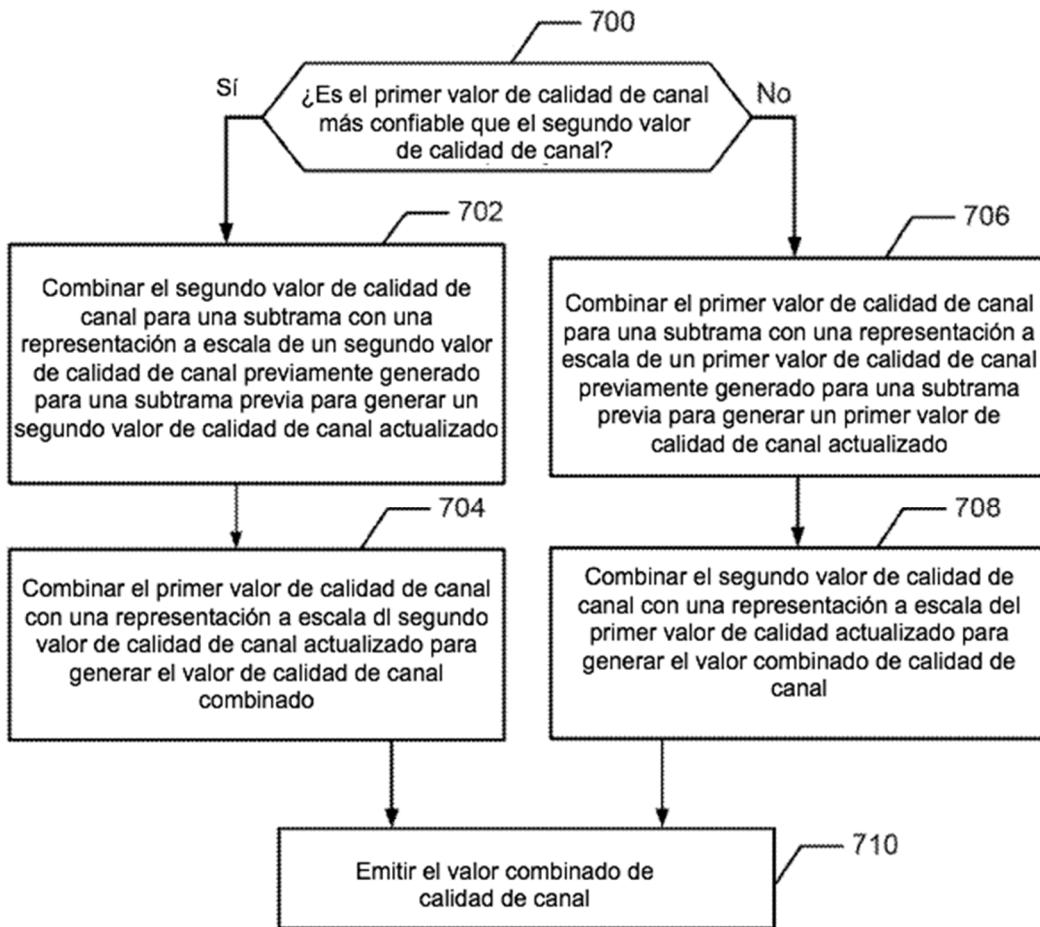 700
Sí
¿Es el primer valor de calidad de canal
más confiable que el segundo valor
de calidad de canal?
No
702
Combinar el segundo valor de calidad de
canal para una subtrama con una
representación a escala de un segundo valor
de calidad de canal previamente generado
para una subtrama previa para generar un
segundo valor de calidad de canal actualizado
706
Combinar el primer valor de calidad de canal
para una subtrama con una representación a
escala de un primer valor de calidad de canal
previamente generado para una subtrama
previa para generar un primer valor de
calidad de canal actualizado
704
Combinar el primer valor de calidad de canal
con una representación a escala dl segundo
valor de calidad de canal actualizado para
generar el valor de calidad de canal
combinado
708
Combinar el segundo valor de calidad de
canal con una representación a escala del
primer valor de calidad actualizado para
generar el valor combinado de calidad de
canal
710
Emitir el valor combinado de
calidad de canal